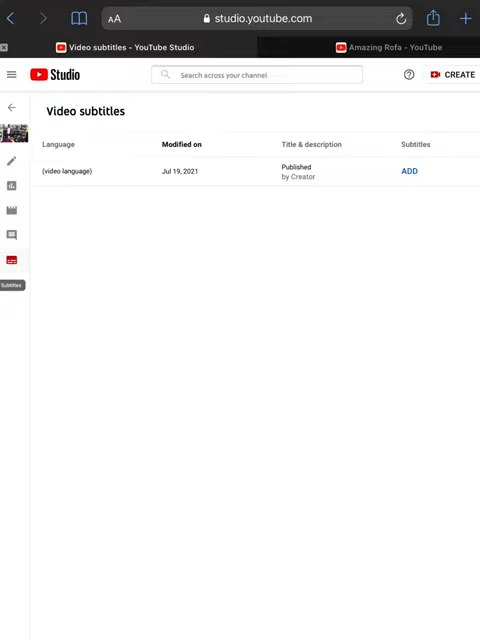 AA
studio.youtube.com
Video subtitles - YouTube Studio
Amazing Rofa - YouTube
Studio
Search across your channel
CREATE
Video subtitles
Language
Modified on
Title & description
Subtitles
(video language)
Jul 19, 2021
Published
by Creator
ADD
Subtitles